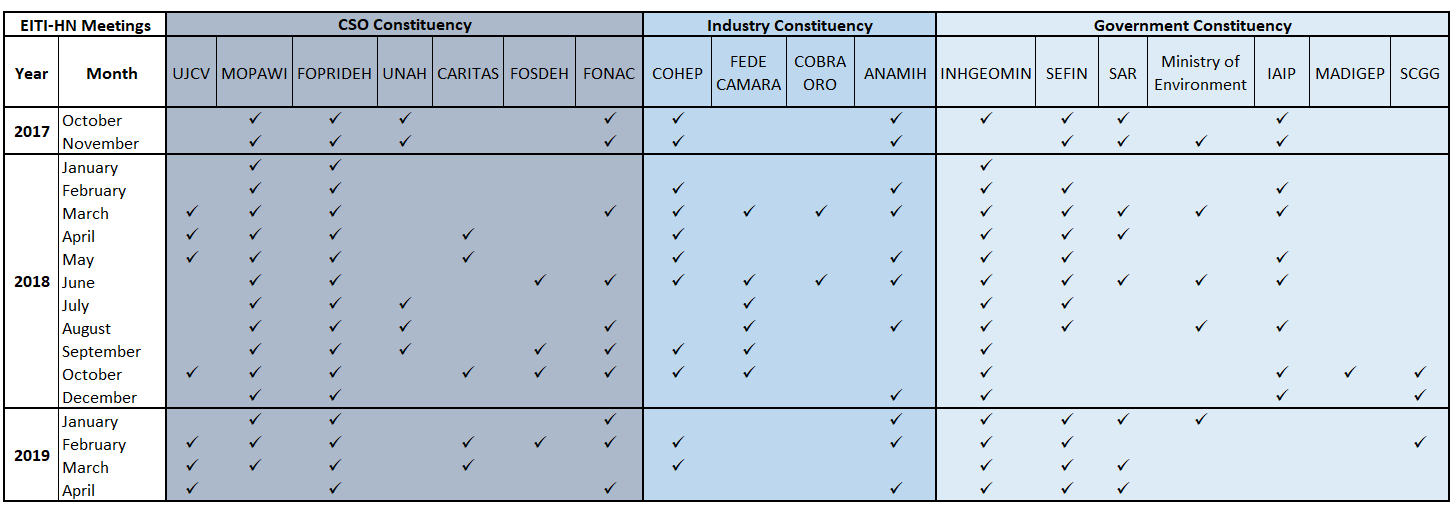 EITI-HN Meetings CSO Constituency Industry Constituency Government Constituency
Year Month UJCV MOPAWI FOPRIDEH UNAH CARITAS FOSDEH FONAC COHEP FEDE CAMARA COBRA ORO ANAMIH INHGEOMIN SEFIN SAR Ministry of Environment IAIP MADIGEP SCGG
2017 October ✓ ✓ ✓ ✓ ✓ ✓ ✓ ✓ ✓ ✓
November ✓ ✓ ✓ ✓ ✓ ✓ ✓ ✓ ✓ ✓
2018 January ✓ ✓ ✓
February ✓ ✓ ✓ ✓ ✓ ✓ ✓
March ✓ ✓ ✓ ✓ ✓ ✓ ✓ ✓ ✓ ✓ ✓ ✓ ✓
April ✓ ✓ ✓ ✓ ✓ ✓ ✓ ✓
May ✓ ✓ ✓ ✓ ✓ ✓ ✓ ✓ ✓
June ✓ ✓ ✓ ✓ ✓ ✓ ✓ ✓ ✓ ✓ ✓ ✓ ✓
July ✓ ✓ ✓ ✓ ✓ ✓
August ✓ ✓ ✓ ✓ ✓ ✓ ✓ ✓ ✓ ✓
September ✓ ✓ ✓ ✓ ✓ ✓ ✓ ✓
October ✓ ✓ ✓ ✓ ✓ ✓ ✓ ✓ ✓ ✓ ✓ ✓
December ✓ ✓ ✓ ✓ ✓ ✓
2019 January ✓ ✓ ✓ ✓ ✓ ✓ ✓ ✓
February ✓ ✓ ✓ ✓ ✓ ✓ ✓ ✓ ✓ ✓ ✓
March ✓ ✓ ✓ ✓ ✓ ✓ ✓ ✓
April ✓ ✓ ✓ ✓ ✓ ✓ ✓